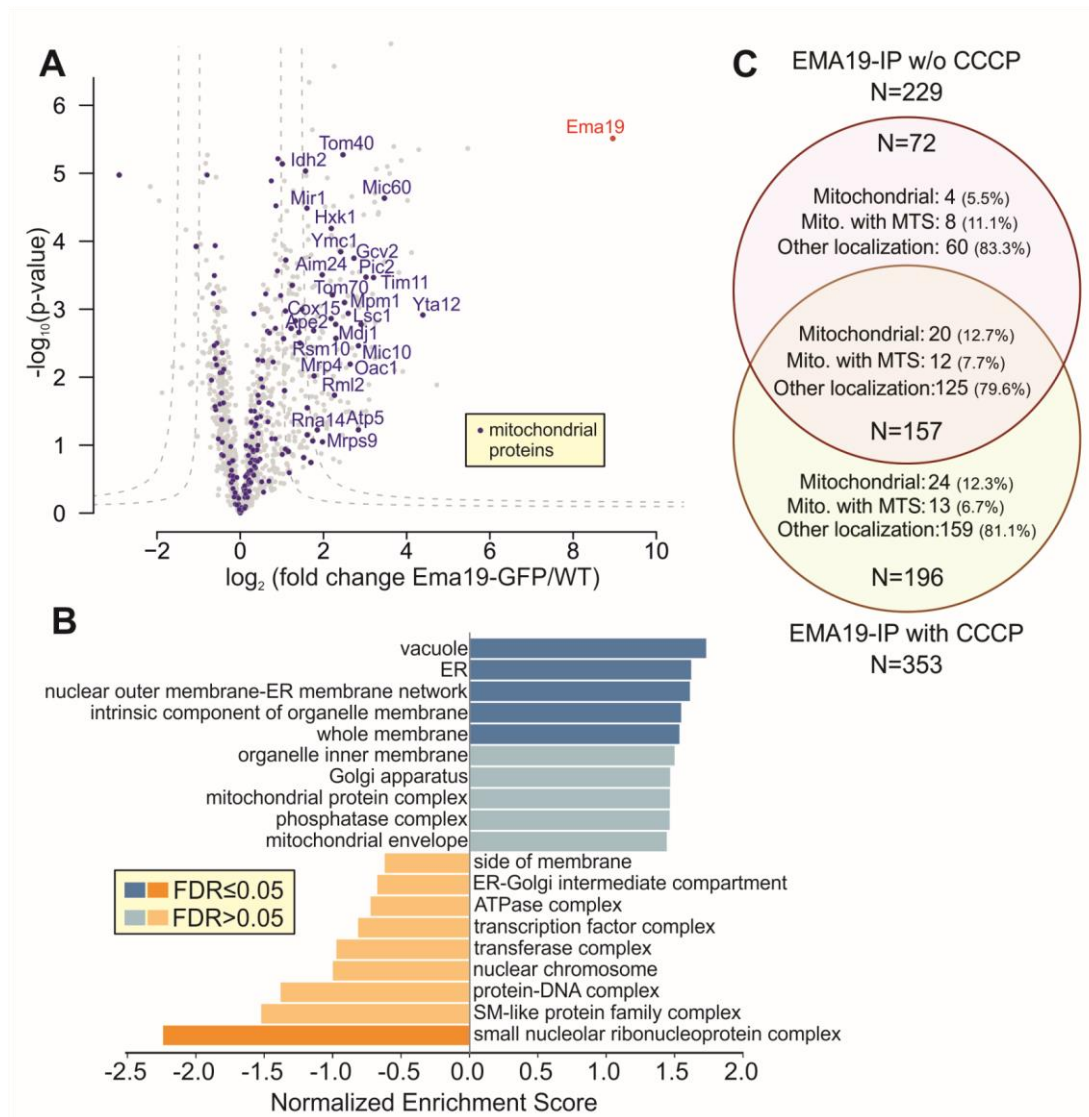 A
-log10(p-value)
6
5
4
3
2
1
0
Ema19
Tom40
Idh2
Mic60
Mir1
Hxk1
Ymc1
Gcv2
Aim24
Pic2
Tim11
Tom70
Mpm1
Yta12
Cox15
Lsc1
Ape2
Mdj1
Rsm10
Mic10
Mrp4
Oac1
Rml2
Rna14
Atp5
Mrps9
mitochondrial
proteins
−2
0
2
4
6
8
10
log2 (fold change Ema19-GFP/WT)
B
vacuole
ER
nuclear outer membrane-ER membrane network
intrinsic component of organelle membrane
whole membrane
organelle inner membrane
Golgi apparatus
mitochondrial protein complex
phosphatase complex
mitochondrial envelope
side of membrane
ER-Golgi intermediate compartment
ATPase complex
transcription factor complex
transferase complex
nuclear chromosome
protein-DNA complex
SM-like protein family complex
small nucleolar ribonucleoprotein complex
FDR≤0.05
FDR>0.05
-2.5
-2.0
-1.5
-1.0
-0.5
0.0
0.5
1.0
1.5
2.0
Normalized Enrichment Score
C
EMA19-IP w/o CCCP
N=229
N=72
Mitochondrial: 4 (5.5%)
Mito. with MTS: 8 (11.1%)
Other localization: 60 (83.3%)
Mitochondrial: 20 (12.7%)
Mito. with MTS: 12 (7.7%)
Other localization:125 (79.6%)
N=157
Mitochondrial: 24 (12.3%)
Mito. with MTS: 13 (6.7%)
Other localization:159 (81.1%)
N=196
EMA19-IP with CCCP
N=353